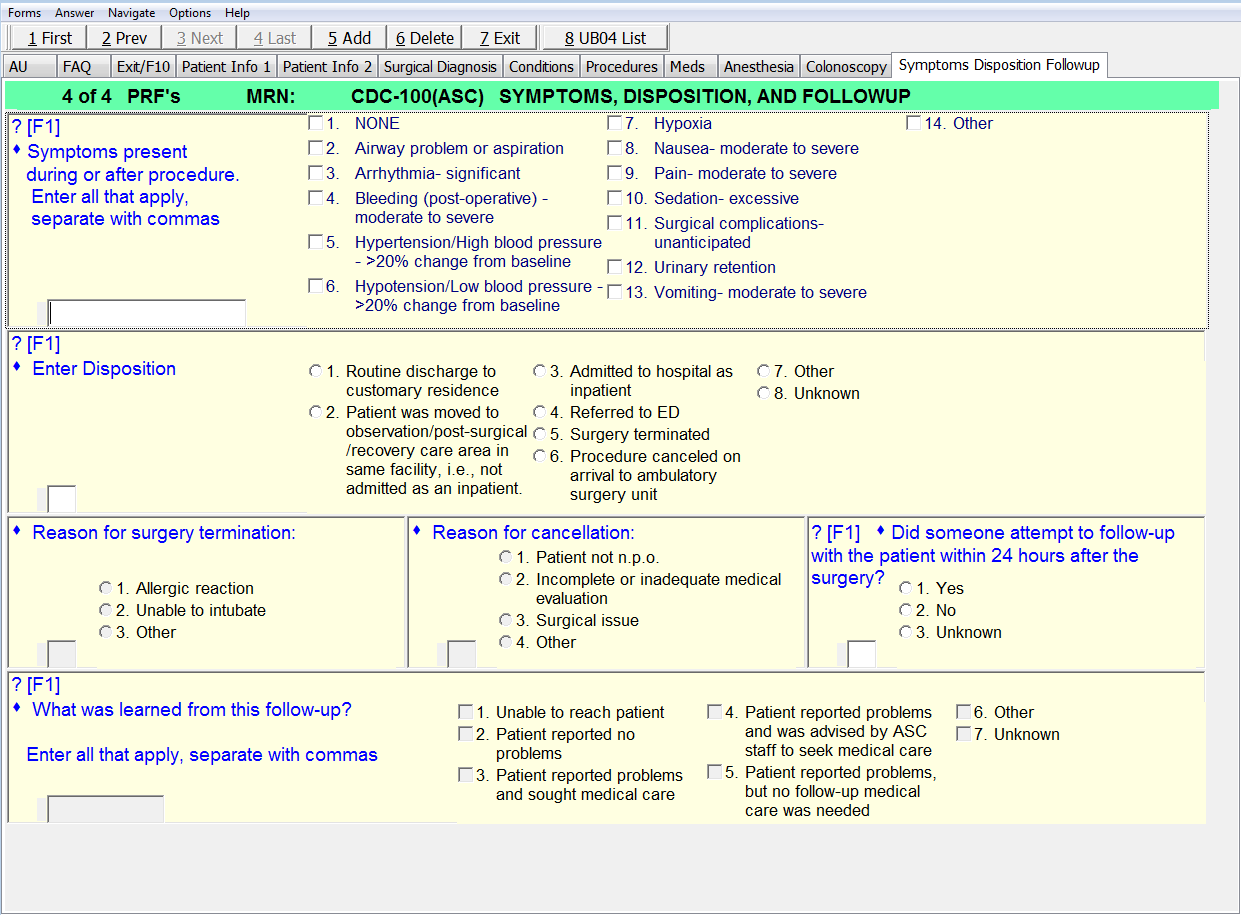 Forms Answer Navigate Options Help
1 First 2 Prev 3 Next 4 Last 5 Add 6 Delete 7 Exit 8 UB04 List
AU FAQ Exit/F10 Patient Info 1 Patient Info 2 Surgical Diagnosis Conditions Procedures Meds Anesthesia Colonoscopy Symptoms Disposition Followup
4 of 4 PRF's MRN: CDC-100(ASC) SYMPTOMS, DISPOSITION, AND FOLLOWUP
? [F1]
♦ Symptoms present
during or after procedure.
Enter all that apply,
separate with commas
1. NONE
2. Airway problem or aspiration
3. Arrhythmia- significant
4. Bleeding (post-operative) -
moderate to severe
5. Hypertension/High blood pressure
- >20% change from baseline
6. Hypotension/Low blood pressure -
>20% change from baseline
7. Hypoxia
8. Nausea- moderate to severe
9. Pain- moderate to severe
10. Sedation- excessive
11. Surgical complications-
unanticipated
12. Urinary retention
13. Vomiting- moderate to severe
14. Other
? [F1]
♦ Enter Disposition
1. Routine discharge to
customary residence
2. Patient was moved to
observation/post-surgical
/recovery care area in
same facility, i.e., not
admitted as an inpatient.
3. Admitted to hospital as
inpatient
4. Referred to ED
5. Surgery terminated
6. Procedure canceled on
arrival to ambulatory
surgery unit
7. Other
8. Unknown
♦ Reason for surgery termination:
1. Allergic reaction
2. Unable to intubate
3. Other
♦ Reason for cancellation:
1. Patient not n.p.o.
2. Incomplete or inadequate medical
evaluation
3. Surgical issue
4. Other
? [F1] ♦ Did someone attempt to follow-up
with the patient within 24 hours after the
surgery?
1. Yes
2. No
3. Unknown
? [F1]
♦ What was learned from this follow-up?
Enter all that apply, separate with commas
1. Unable to reach patient
2. Patient reported no
problems
3. Patient reported problems
and sought medical care
4. Patient reported problems
and was advised by ASC
staff to seek medical care
5. Patient reported problems,
but no follow-up medical
care was needed
6. Other
7. Unknown